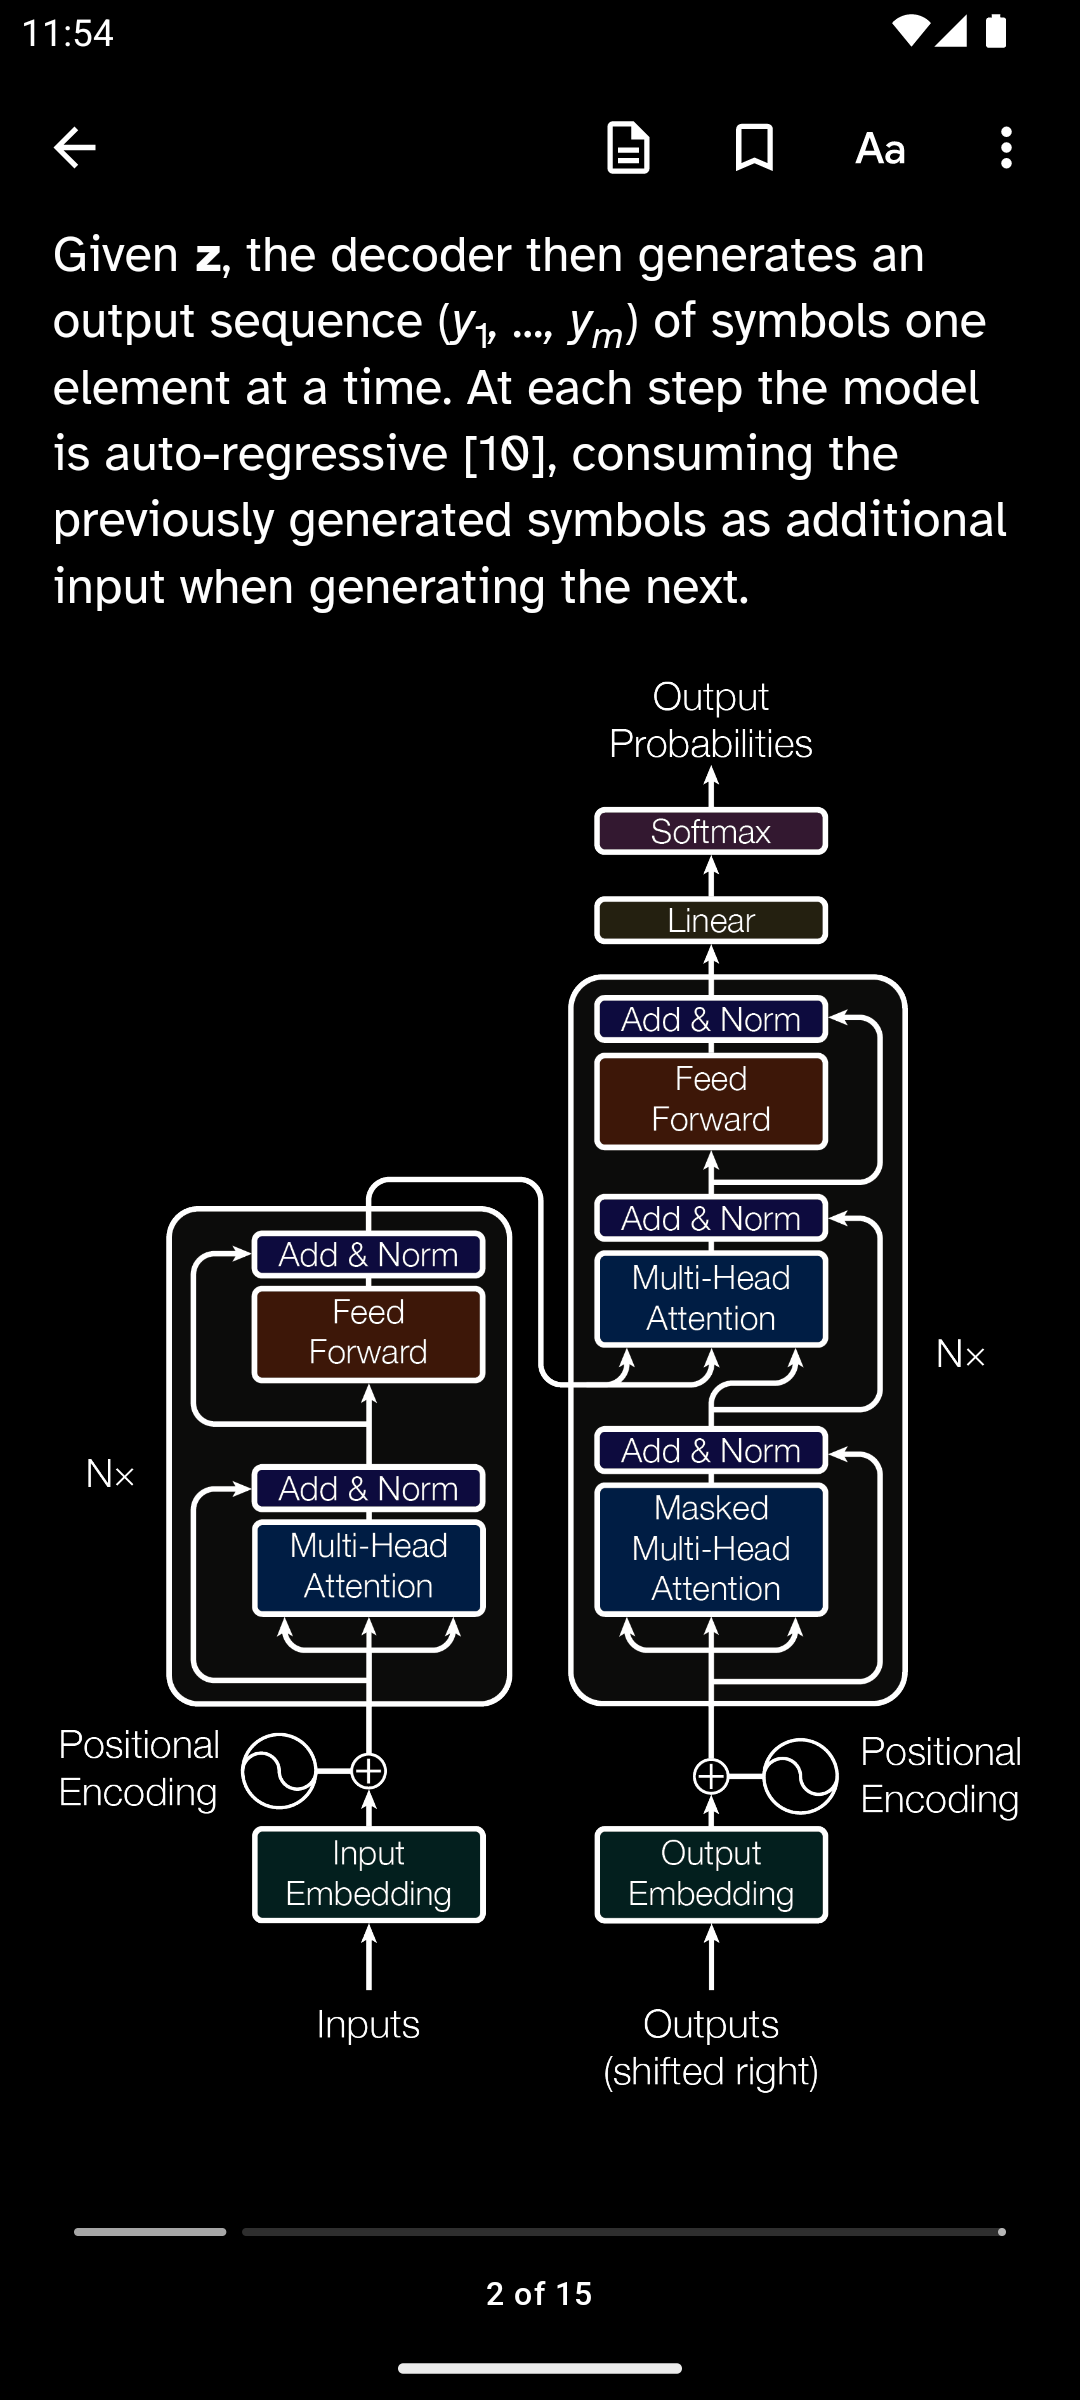 11:54
Aa
Given z, the decoder then generates an
output sequence (y₁, ..., yₘ) of symbols one
element at a time. At each step the model
is auto-regressive [10], consuming the
previously generated symbols as additional
input when generating the next.
Output
Probabilities
Softmax
Linear
Add & Norm
Feed
Forward
Add & Norm
Multi-Head
Attention
Nx
Add & Norm
Masked
Multi-Head
Attention
Add & Norm
Feed
Forward
Nx
Add & Norm
Multi-Head
Attention
Positional
Encoding
Positional
Encoding
Input
Embedding
Output
Embedding
Inputs
Outputs
(shifted right)
2 of 15